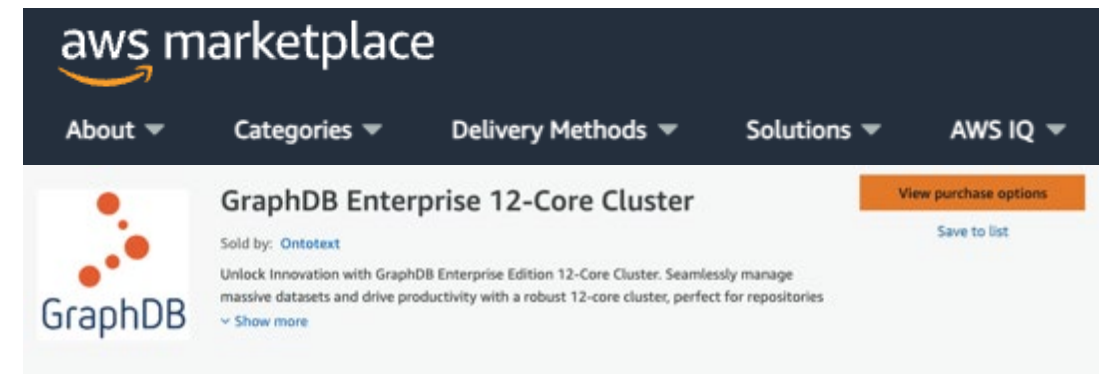 aws marketplace
About Categories Delivery Methods Solutions AWS IQ
GraphDB Enterprise 12-Core Cluster
View purchase options
Sold by: Ontotext
Save to list
Unlock Innovation with GraphDB Enterprise Edition 12-Core Cluster. Seamlessly manage
massive datasets and drive productivity with a robust 12-core cluster, perfect for repositories
Show more
GraphDB